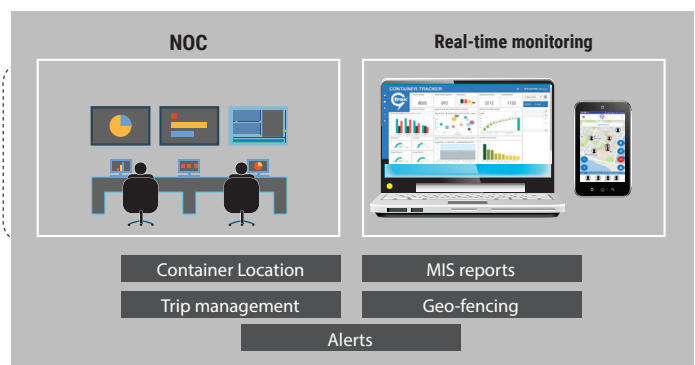 NOC
Real-time monitoring
CONTAINER TRACKER
Container Location
MIS reports
Trip management
Geo-fencing
Alerts